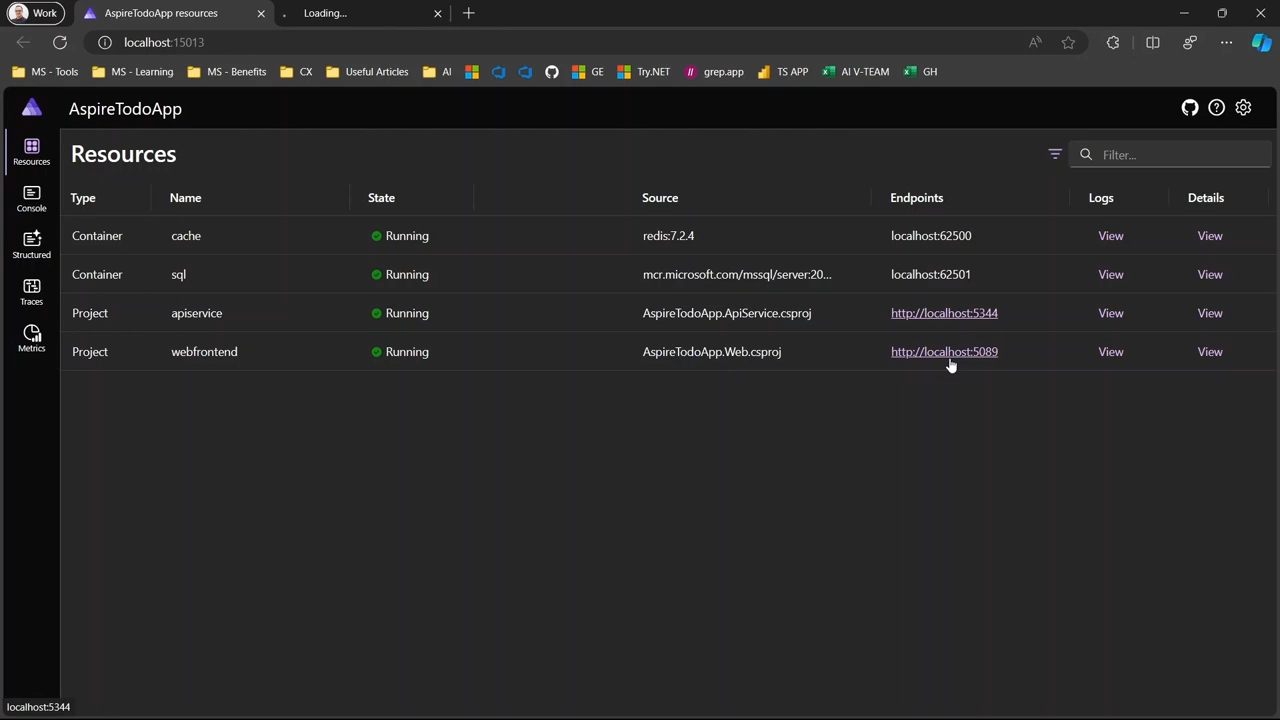 Work
AspireTodoApp resources
Loading...
localhost:15013
MS - Tools
MS - Learning
MS - Benefits
CX
Useful Articles
AI
GE
Try.NET
// grep.app
TS APP
AI V-TEAM
GH
AspireTodoApp
Resources
Console
Structured
Traces
Metrics
Resources
Filter...
Type Name State Source Endpoints Logs Details
Container cache Running redis:7.2.4 localhost:62500 View View
Container sql Running mcr.microsoft.com/mssql/server:20... localhost:62501 View View
Project apiservice Running AspireTodoApp.ApiService.csproj http://localhost:5344 View View
Project webfrontend Running AspireTodoApp.Web.csproj http://localhost:5089 View View
localhost:5344